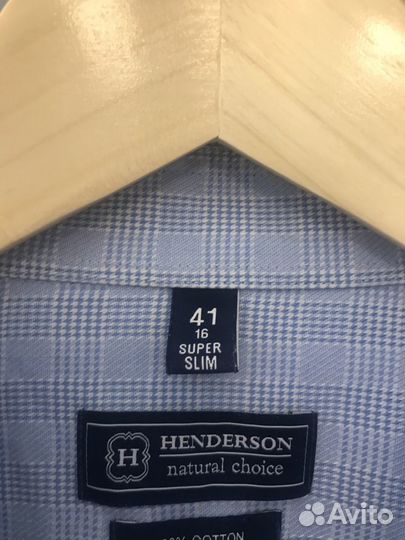 41
16
SUPER
SLIM
H
HENDERSON
natural choice
COTTON
Avito